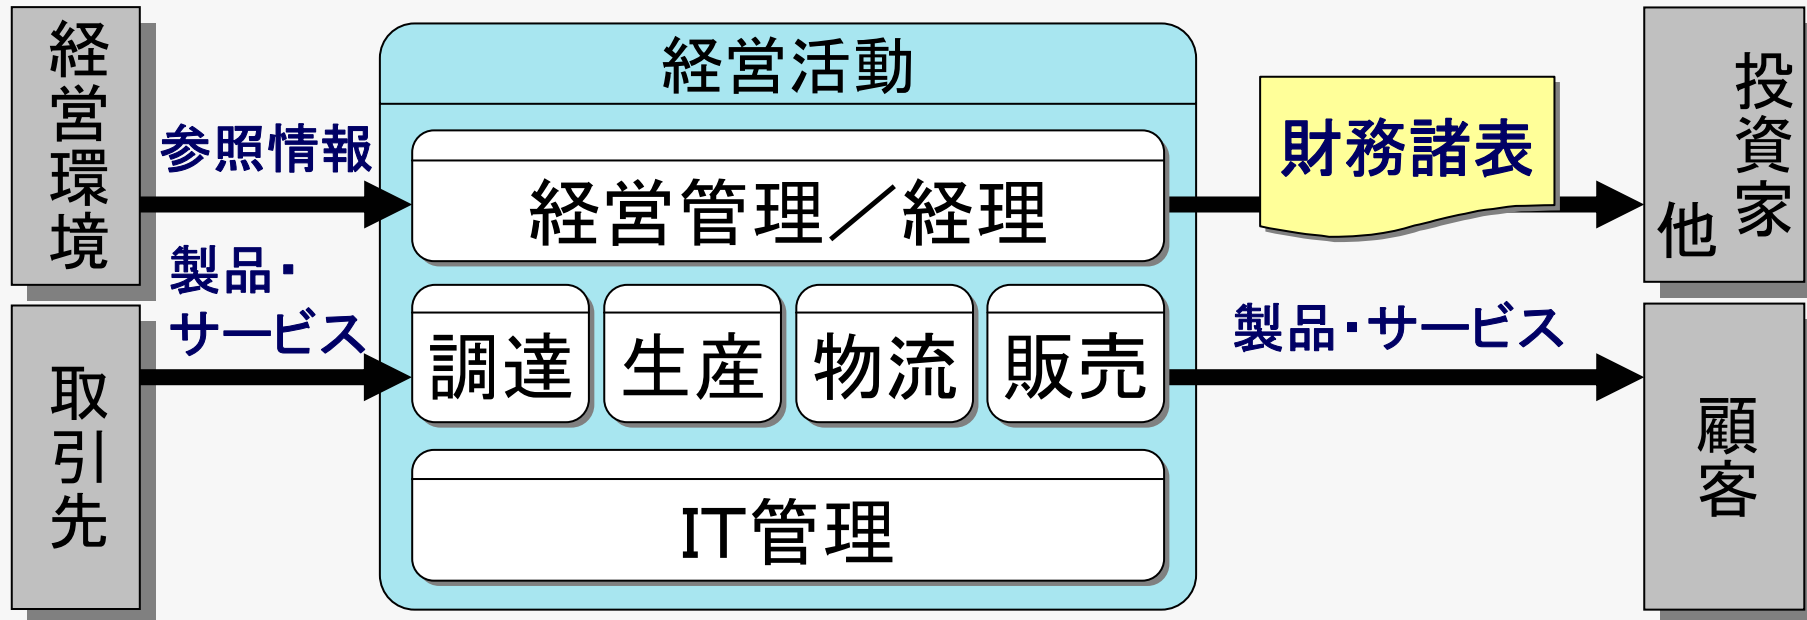 経営環境
参照情報
製品・
サービス
取引先
経営活動
経営管理／経理
調達
生産
物流
販売
IT管理
財務諸表
製品・サービス
投資家
他
顧客